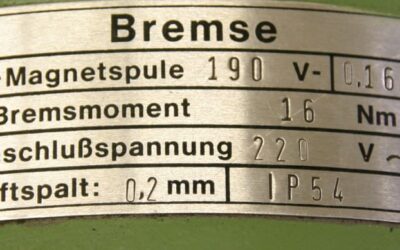 Bremse
-Magnetspule 190 V- 0,16
Bremsmoment 16 Nm
schlußspannung 220 V ~
ftspalt: 0,2 mm IP54